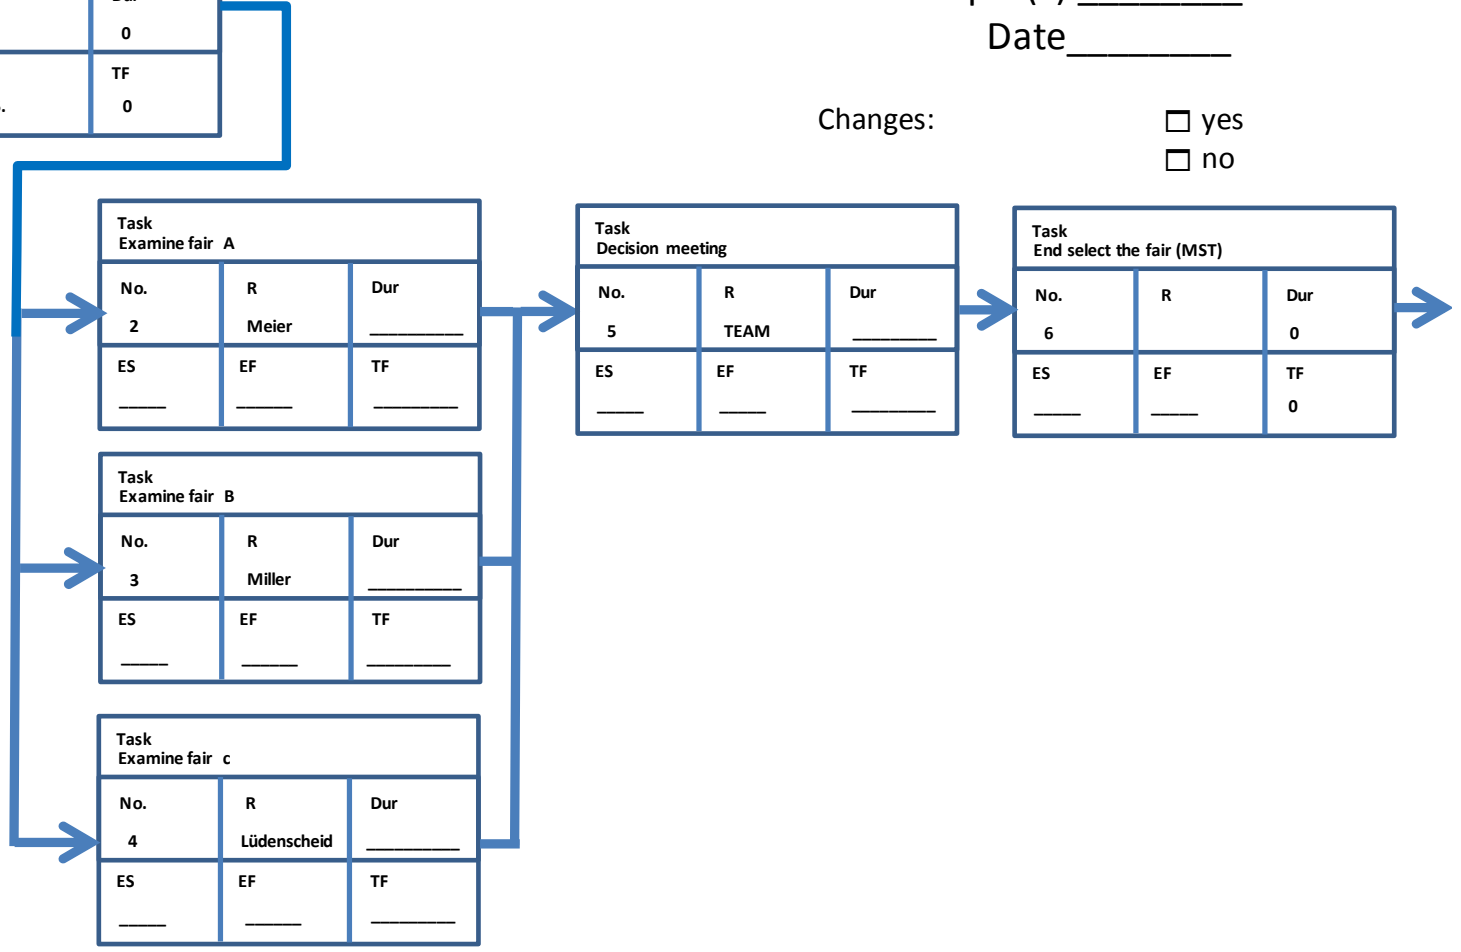 0
TF
0
Date________
Changes:
☐ yes
☐ no
Task
Examine fair A
No. R Dur
2 Meier __________
ES EF TF
_____ ______ _________
Task
Decision meeting
No. R Dur
5 TEAM _________
ES EF TF
_____ _____ _________
Task
End select the fair (MST)
No. R Dur
6 0
ES EF TF
_____ _____ 0
Task
Examine fair B
No. R Dur
3 Miller __________
ES EF TF
_____ ______ _________
Task
Examine fair c
No. R Dur
4 Lüdenscheid __________
ES EF TF
_____ ______ _________